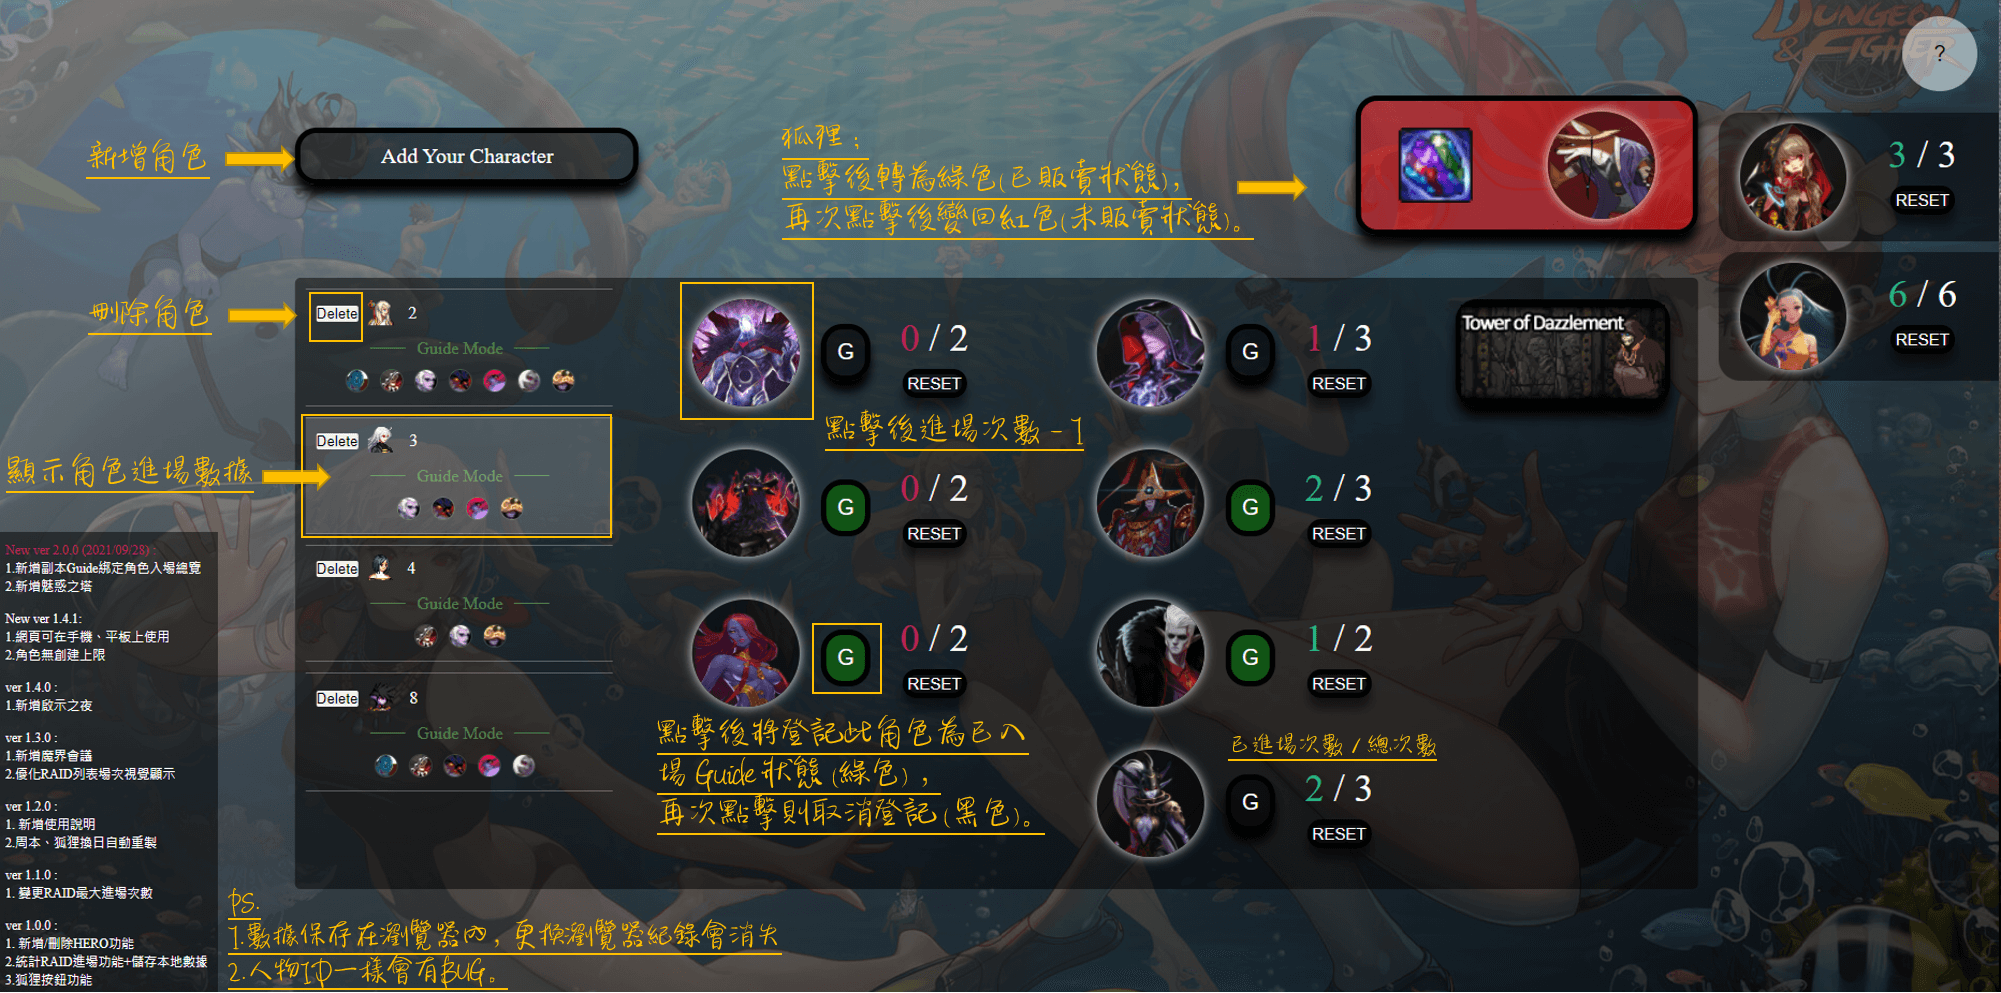 DUNGEON
& FIGHTER
?
新增角色
Add Your Character
狐狸；
點擊後轉為綠色(已販賣狀態)，
再次點擊後變回紅色(未販賣狀態)。
3 / 3
RESET
6 / 6
RESET
刪除角色
Delete
2
Guide Mode
顯示角色進場數據
Delete
3
Guide Mode
Delete
4
Guide Mode
Delete
8
Guide Mode
G
0 / 2
RESET
點擊後進場次數 - 1
G
0 / 2
RESET
G
0 / 2
RESET
點擊後將登記此角色為已入
場 Guide 狀態 (綠色) ，
再次點擊則取消登記 (黑色)。
G
1 / 3
RESET
G
2 / 3
RESET
G
1 / 2
RESET
已進場次數 / 總次數
G
2 / 3
RESET
Tower of Dazzlement
New ver 2.0.0 (2021/09/28) :
1.新增副本Guide綁定角色入場總覽
2.新增魅惑之塔
New ver 1.4.1:
1.網頁可在手機、平板上使用
2.角色無創建上限
ver 1.4.0 :
1.新增啟示之夜
ver 1.3.0 :
1.新增魔界會議
2.優化RAID列表場次視覺顯示
ver 1.2.0 :
1. 新增使用說明
2.周本、狐狸換日自動重製
ver 1.1.0 :
1. 變更RAID最大進場次數
ver 1.0.0 :
1. 新增/刪除HERO功能
2.統計RAID進場功能+儲存本地數據
3.狐狸按鈕功能
ps.
1.數據保存在瀏覽器內，更換瀏覽器紀錄會消失
2.人物ID一樣會有BUG。